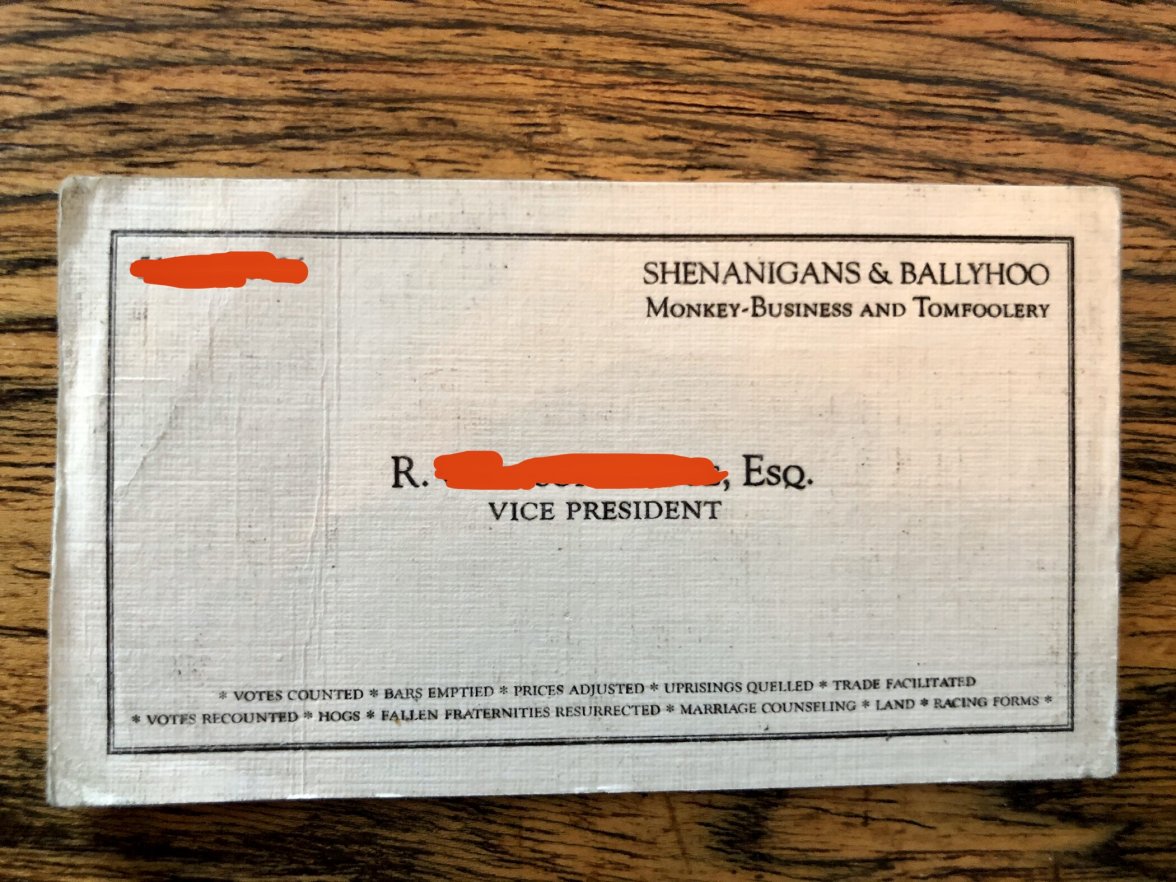 SHENANIGANS & BALLYHOO
MONKEY-BUSINESS AND TOMFOOLERY
R. , ESQ.
VICE PRESIDENT
* VOTES COUNTED * BARS EMPTIED * PRICES ADJUSTED * UPRISINGS QUELLED * TRADE FACILITATED
* VOTES RECOUNTED * HOGS * FALLEN FRATERNITIES RESURRECTED * MARRIAGE COUNSELING * LAND * RACING FORMS *